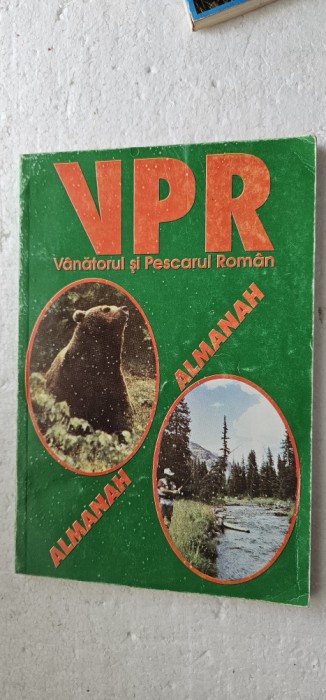 VPR
Vânătorul și Pescarul Român
ALMANAH
ALMANAH